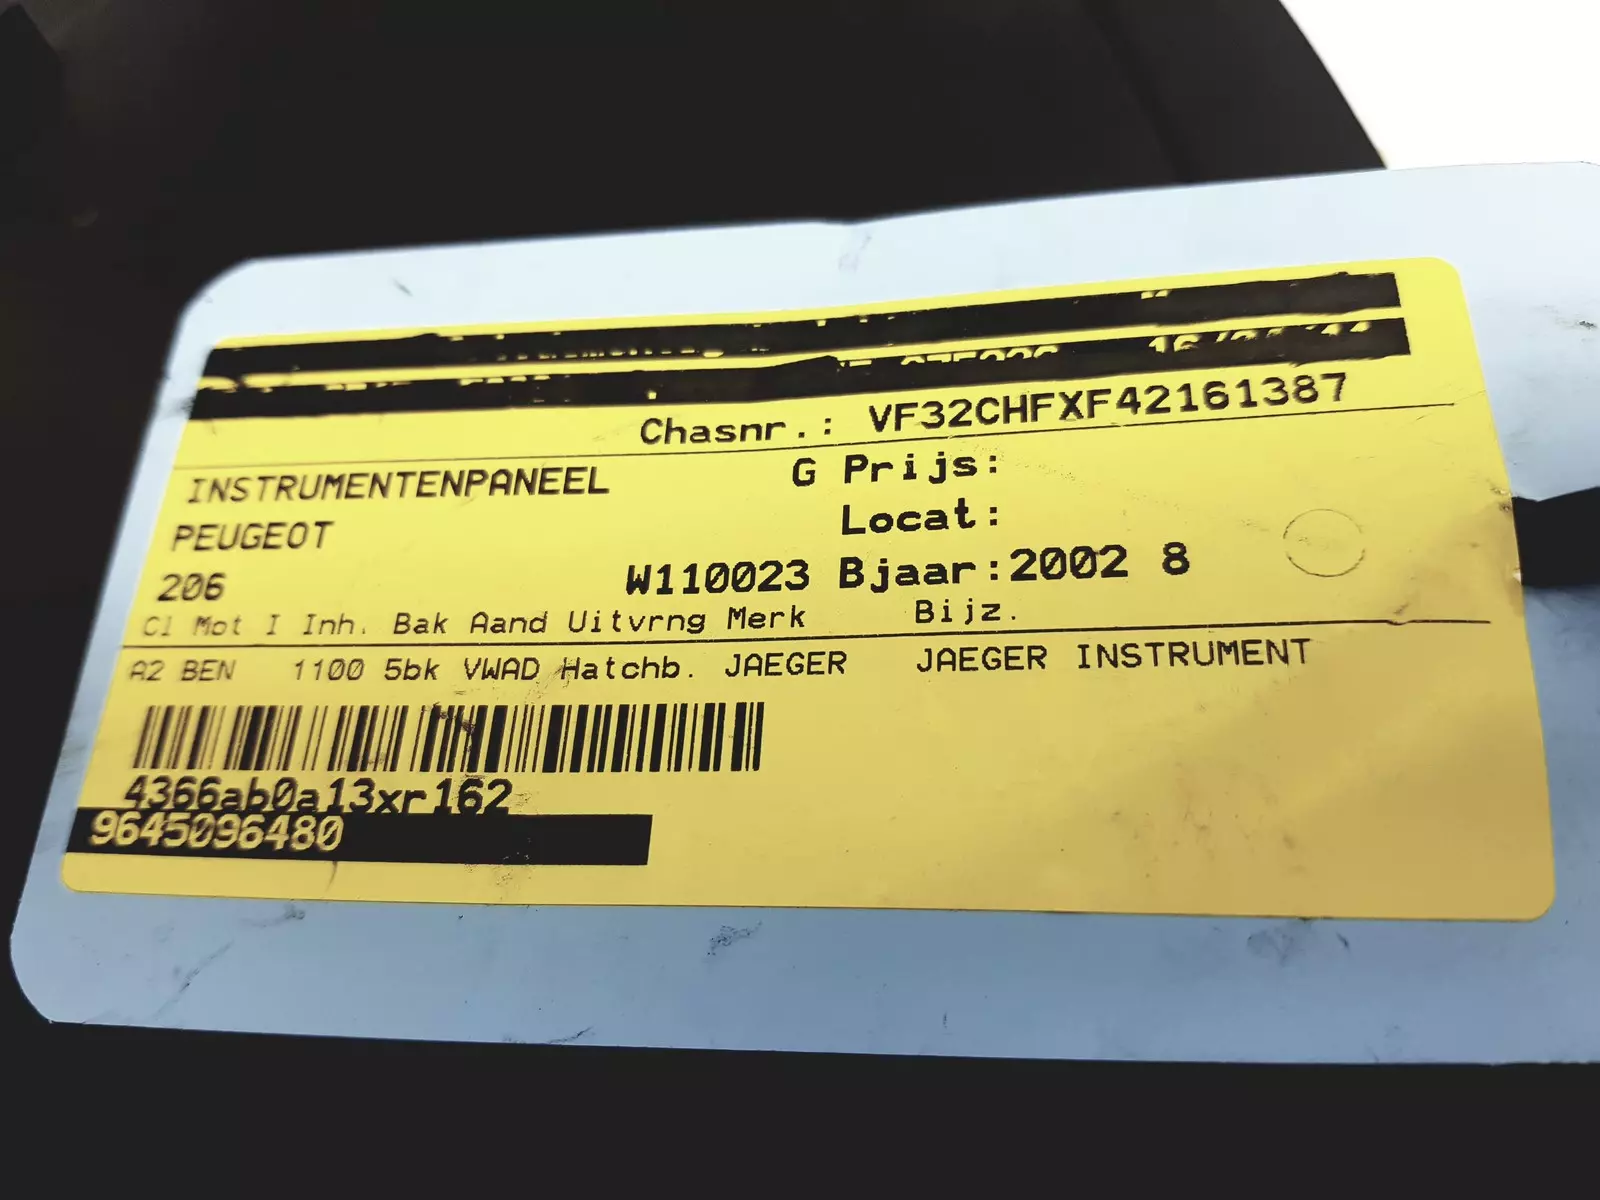 Chasnr.: VF32CHFXF42161387
INSTRUMENTENPANEEL G Prijs:
PEUGEOT Locat:
206 W110023 Bjaar:2002 8
Cl Mot I Inh. Bak Aand Uitvrng Merk Bijz.
A2 BEN 1100 5bk VWAD Hatchb. JAEGER JAEGER INSTRUMENT
4366ab0a13xr162
9645096480